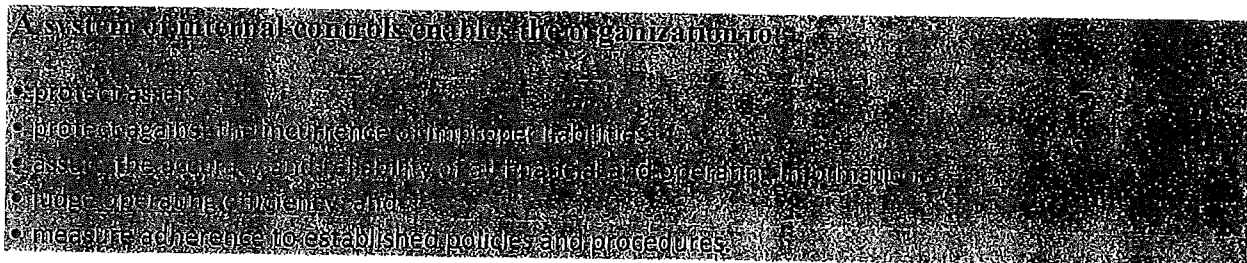 A system of internal controls enables the organization to:
• protect assets
• protect against the incurrence of improper liabilities
• assure the accuracy and reliability of all financial and operating information
• judge operating efficiency and
• measure adherence to established policies and procedures